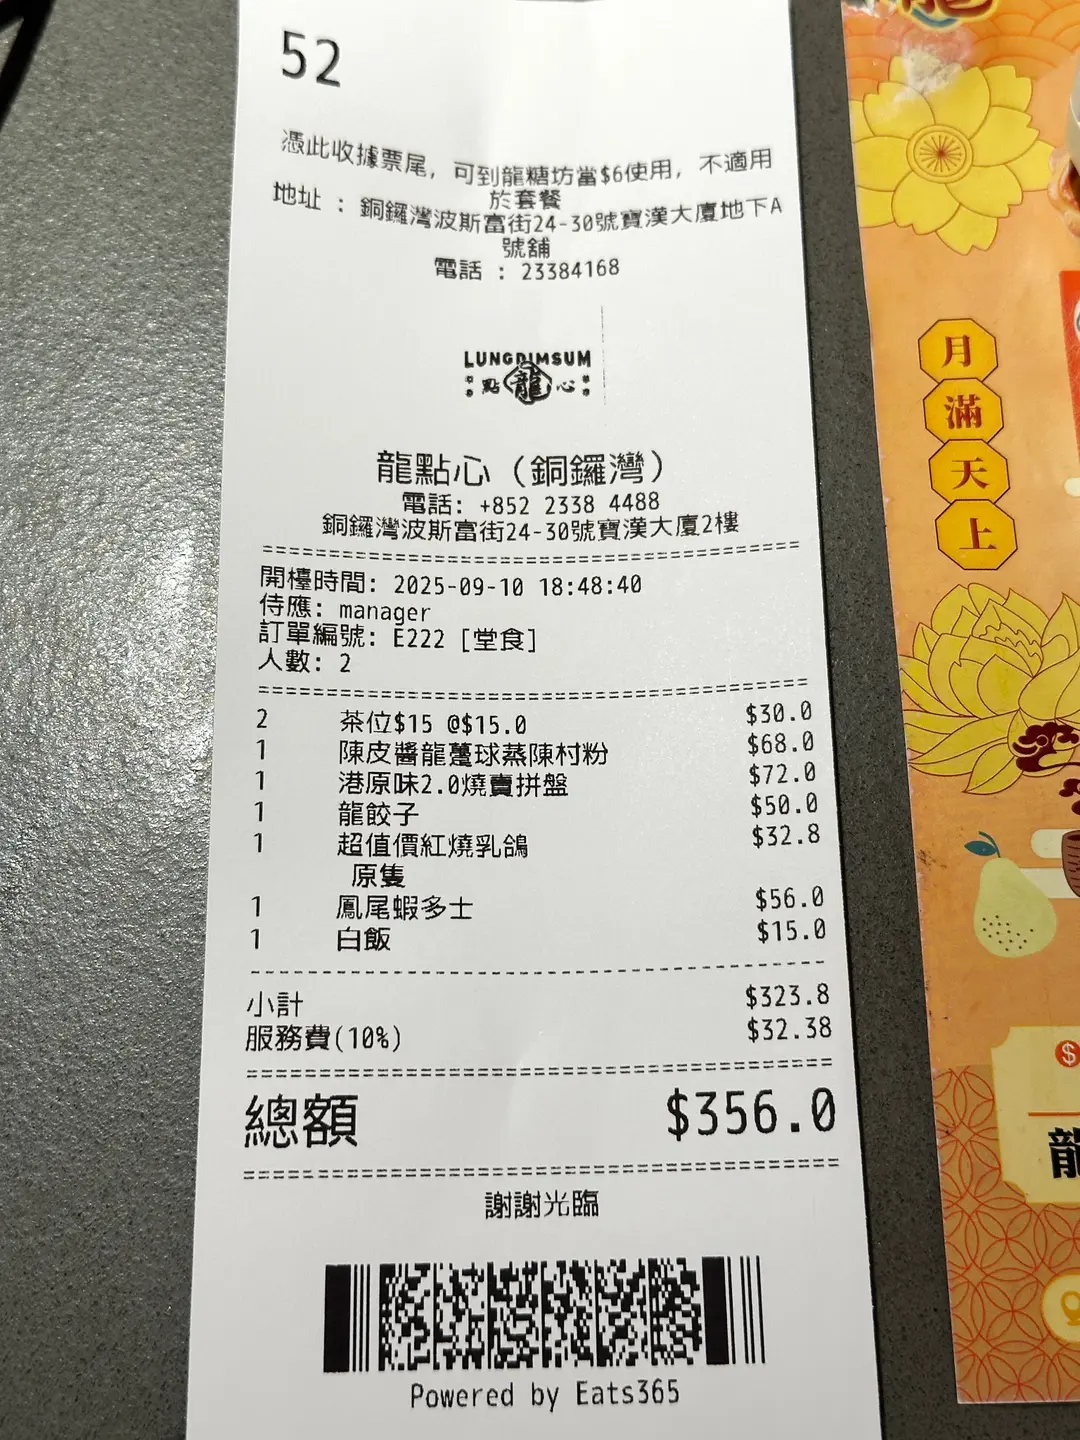 52
憑此收據票尾，可到龍糖坊當$6使用，不適用
於套餐
地址 : 銅鑼灣波斯富街24-30號寶漢大廈地下A
號舖
電話 : 23384168
LUNGDIMSUM
點 龍 心
龍點心 (銅鑼灣)
電話: +852 2338 4488
銅鑼灣波斯富街24-30號寶漢大廈2樓
開檯時間: 2025-09-10 18:48:40
侍應: manager
訂單編號: E222 [堂食]
人數: 2
2 茶位$15 @$15.0 $30.0
1 陳皮醬龍躉球蒸陳村粉 $68.0
1 港原味2.0燒賣拼盤 $72.0
1 龍餃子 $50.0
1 超值價紅燒乳鴿 $32.8
原隻
1 鳳尾蝦多士 $56.0
1 白飯 $15.0
小計 $323.8
服務費(10%) $32.38
總額 $356.0
謝謝光臨
Powered by Eats365
龍
月
滿
天
上
$
龍